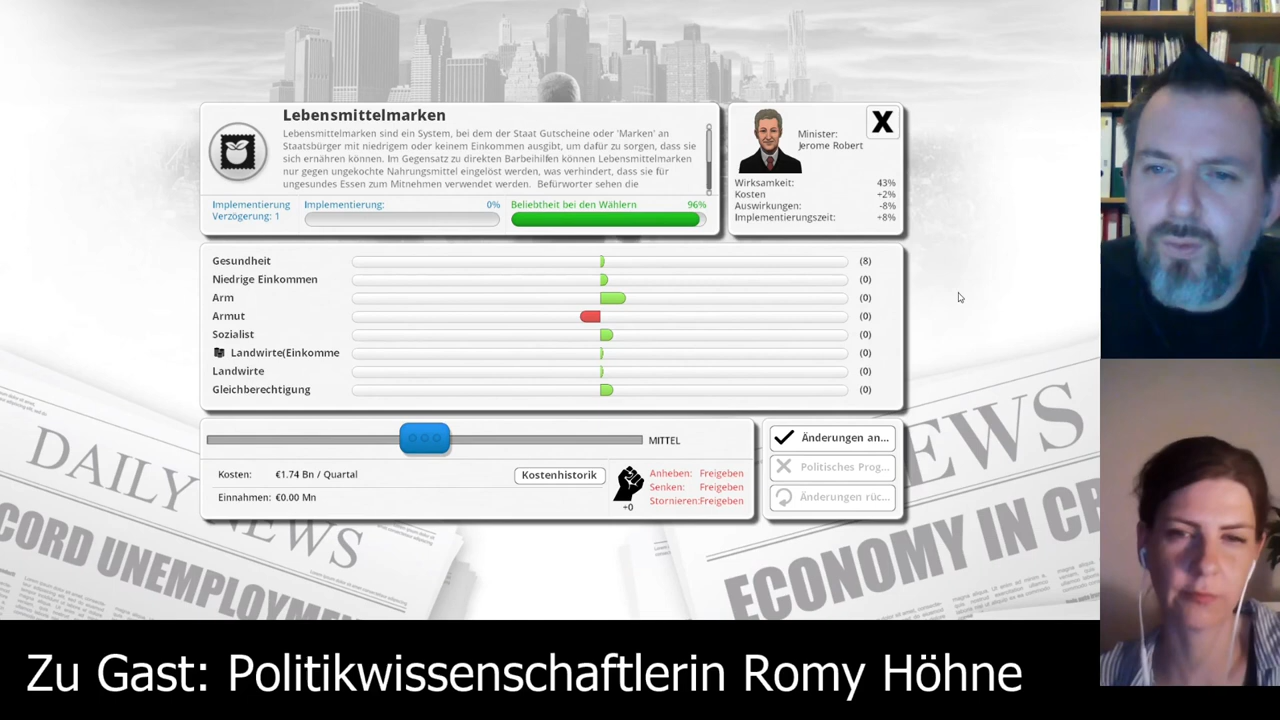 Lebensmittelmarken
Lebensmittelmarken sind ein System, bei dem der Staat Gutscheine oder 'Marken' an
Staatsbürger mit niedrigem oder keinem Einkommen ausgibt, um dafür zu sorgen, dass sie
sich ernähren können. Im Gegensatz zu direkten Barbeihilfen können Lebensmittelmarken
nur gegen ungekochte Nahrungsmittel eingelöst werden, was verhindert, dass sie für
ungesundes Essen zum Mitnehmen verwendet werden. Befürworter sehen die
Implementierung
Verzögerung: 1
Implementierung: 0%
Beliebtheit bei den Wählern 96%
X
Minister:
Jerome Robert
Wirksamkeit: 43%
Kosten +2%
Auswirkungen: -8%
Implementierungszeit: +8%
Gesundheit (8)
Niedrige Einkommen (0)
Arm (0)
Armut (0)
Sozialist (0)
Landwirte(Einkomme (0)
Landwirte (0)
Gleichberechtigung (0)
MITTEL
Kosten: €1.74 Bn / Quartal
Kostenhistorik
Einnahmen: €0.00 Mn
+0
Anheben: Freigeben
Senken: Freigeben
Stornieren:Freigeben
Änderungen an...
Politisches Prog...
Änderungen rüc...
DAILY NEWS
CORD UNEMPLOYME
EWS
ECONOMY IN CR
Zu Gast: Politikwissenschaftlerin Romy Höhne